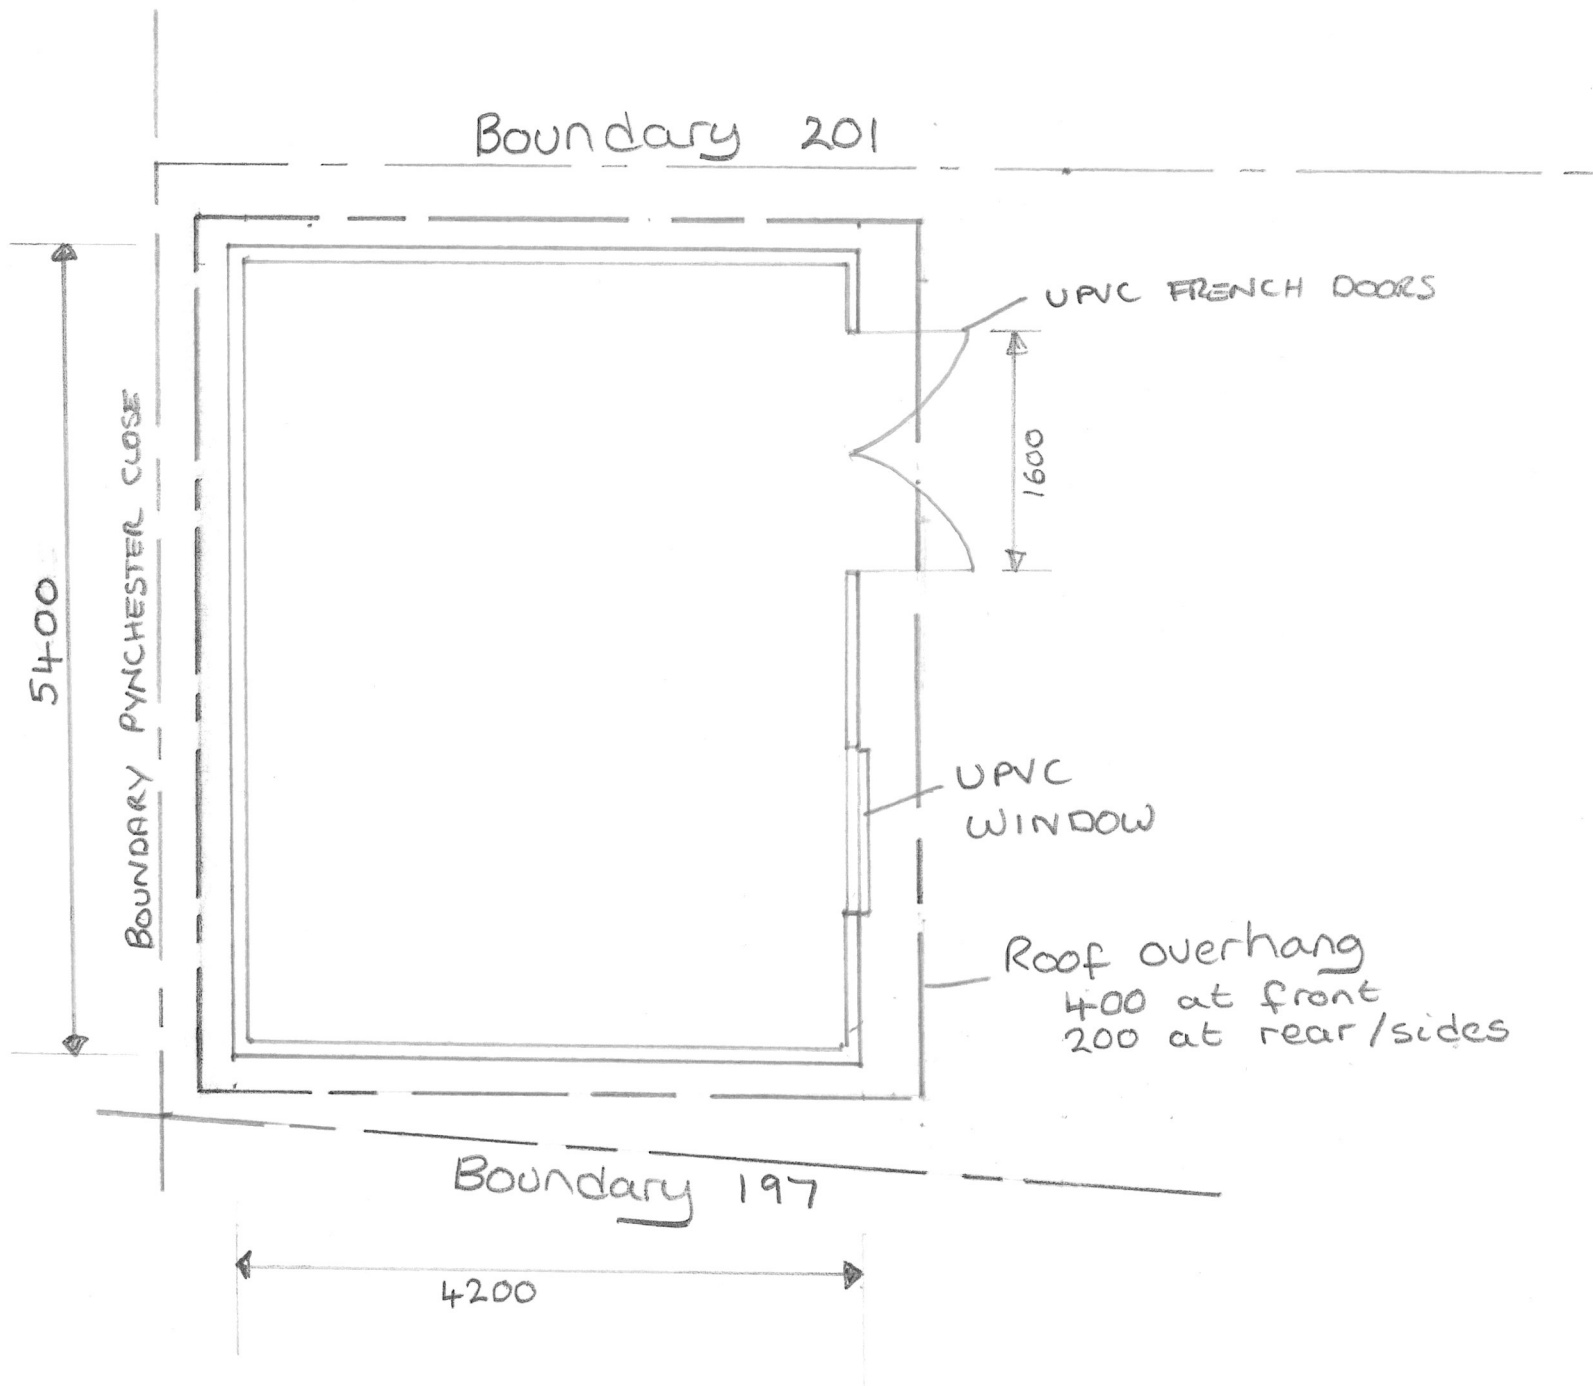 Boundary 201
UPVC FRENCH DOORS
1600
BOUNDARY PYNCHESTER CLOSE
5400
UPVC
WINDOW
Roof overhang
400 at front
200 at rear/sides
Boundary 197
4200